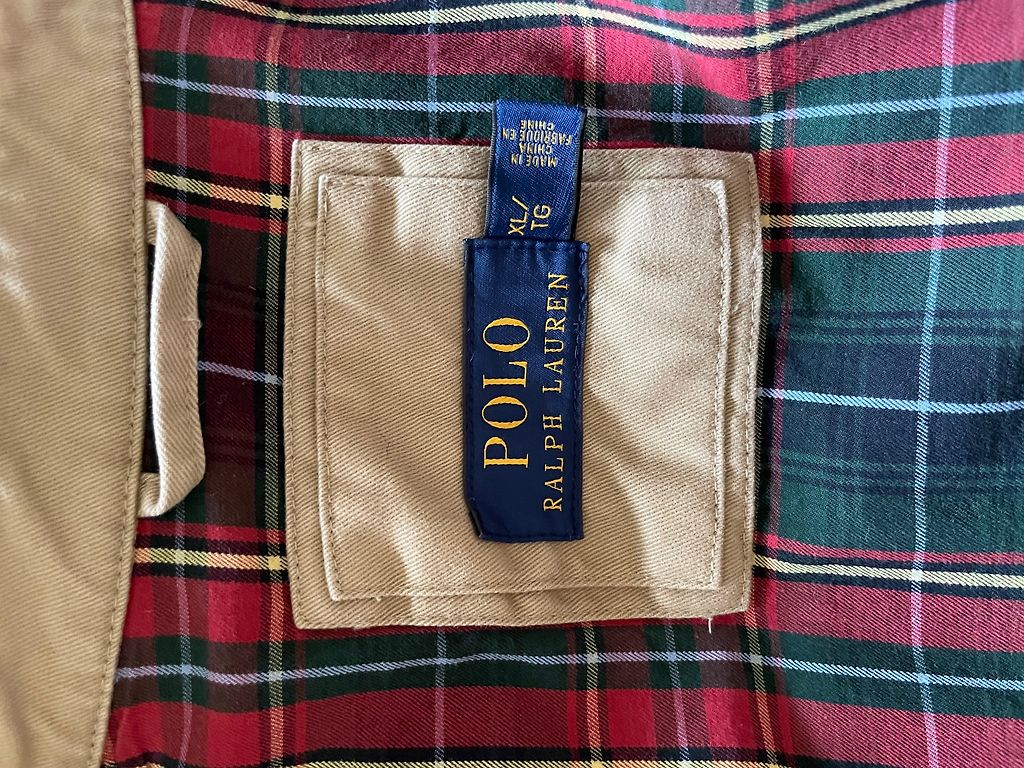 POLO
RALPH LAUREN
XL/
TG
MADE IN
CHINA
FABRIQUE EN
CHINE